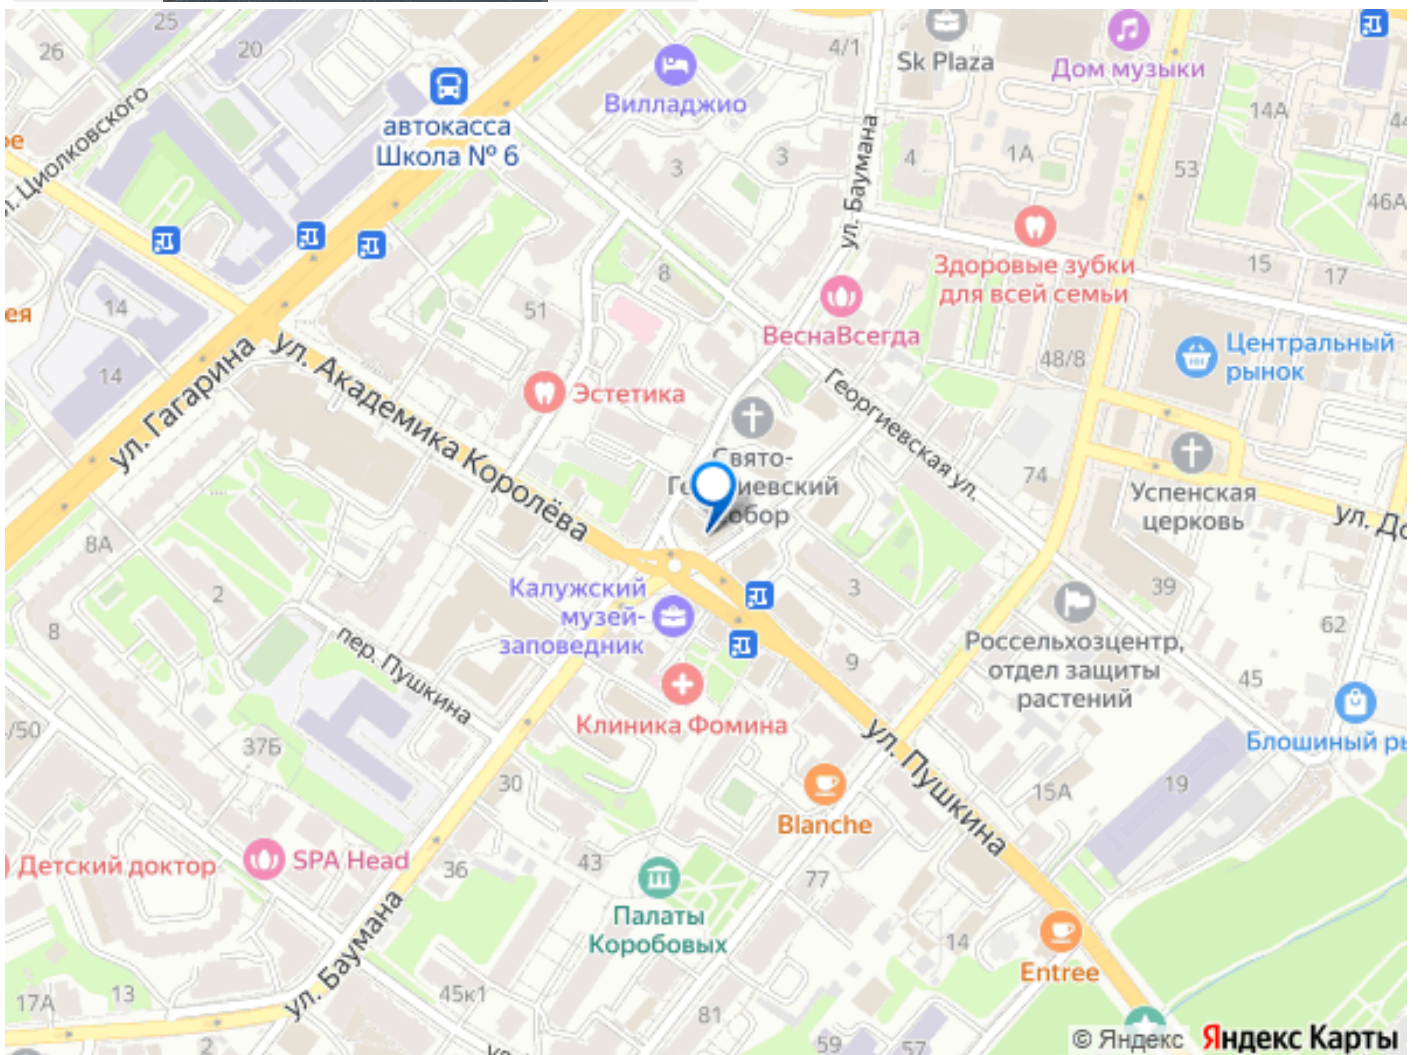 25
26
20
4/1
Sk Plaza
Дом музыки
Вилладжио
автокасса
Школа № 6
Циолковского
14А
ул. Баумана
3
3
4
1А
53
46А
Здоровые зубки
для всей семьи
15
17
8
51
14
ея
ВеснаВсегда
Центральный
рынок
48/8
14
ул. Гагарина
ул. Академика Королёва
Эстетика
Георгиевская ул.
Свято-
74
Успенская
церковь
8А
2
8
Калужский
музей-
заповедник
3
39
62
пер. Пушкина
9
Россельхозцентр,
отдел защиты
растений
45
Клиника Фомина
/50
37Б
ул. Пушкина
Блошиный
30
15А
19
Blanche
Детский доктор
SPA Head
36
43
77
Палаты
Коробовых
14
Entree
ул. Баумана
17А
13
45к1
81
2
59
57
© Яндекс Яндекс Карты